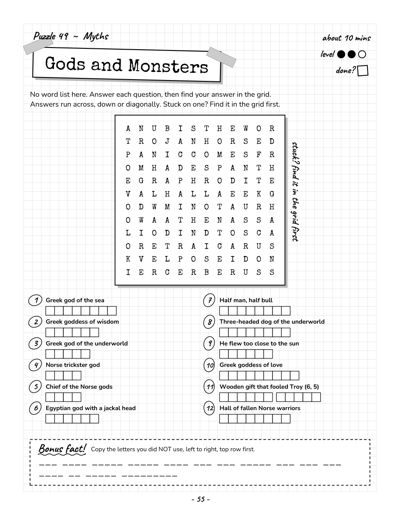 Puzzle 49 ~ Myths
about 10 mins
level
done?
Gods and Monsters
No word list here. Answer each question, then find your answer in the grid.
Answers run across, down or diagonally. Stuck on one? Find it in the grid first.
A N U B I S T H E W O R
T R O J A N H O R S E D
P A N I C C O M E S F R
O M H A D E S P A N T H
E G R A P H R O D I T E
V A L H A L L A E E K G
O D W M I N O T A U R H
O W A A T H E N A S S A
L I O D I N D T O S C A
O R E T R A I C A R U S
K V E L P O S E I D O N
I E R C E R B E R U S S
stuck? find it in the grid first
1 Greek god of the sea
2 Greek goddess of wisdom
3 Greek god of the underworld
4 Norse trickster god
5 Chief of the Norse gods
6 Egyptian god with a jackal head
7 Half man, half bull
8 Three-headed dog of the underworld
9 He flew too close to the sun
10 Greek goddess of love
11 Wooden gift that fooled Troy (6, 5)
12 Hall of fallen Norse warriors
Bonus fact! Copy the letters you did NOT use, left to right, top row first.
- 55 -